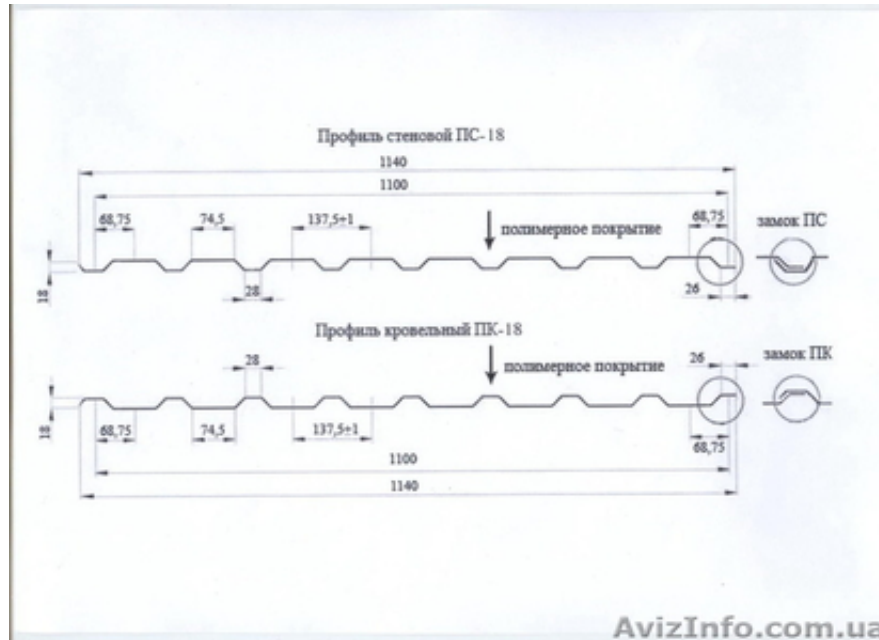 Профиль стеновой ПС-18
1140
1100
68,75
74,5
137,5±1
полимерное покрытие
68,75
замок ПС
18
28
26
Профиль кровельный ПК-18
28
полимерное покрытие
26
замок ПК
18
68,75
74,5
137,5±1
68,75
1100
1140
AvizInfo.com.ua